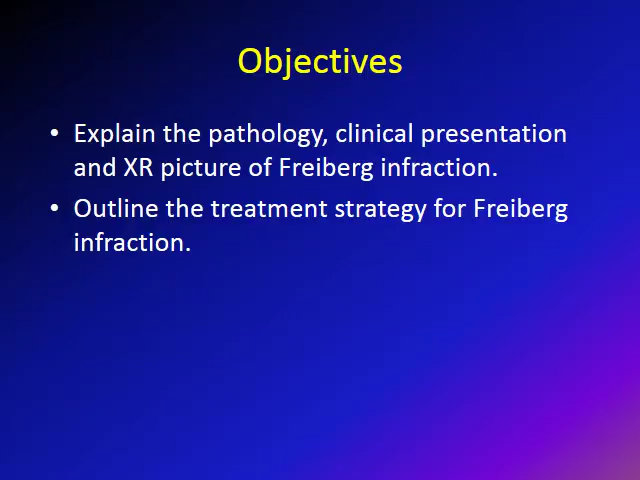 Objectives
• Explain the pathology, clinical presentation
and XR picture of Freiberg infraction.
• Outline the treatment strategy for Freiberg
infraction.